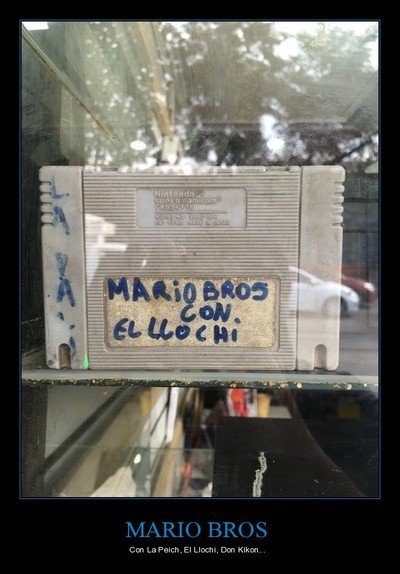 Nintendo
SUPER Famicom
CASSETTE
MARIO BROS
CON.
EL LLOCHI
MARIO BROS
Con La Peich, El Llochi, Don Kikon...